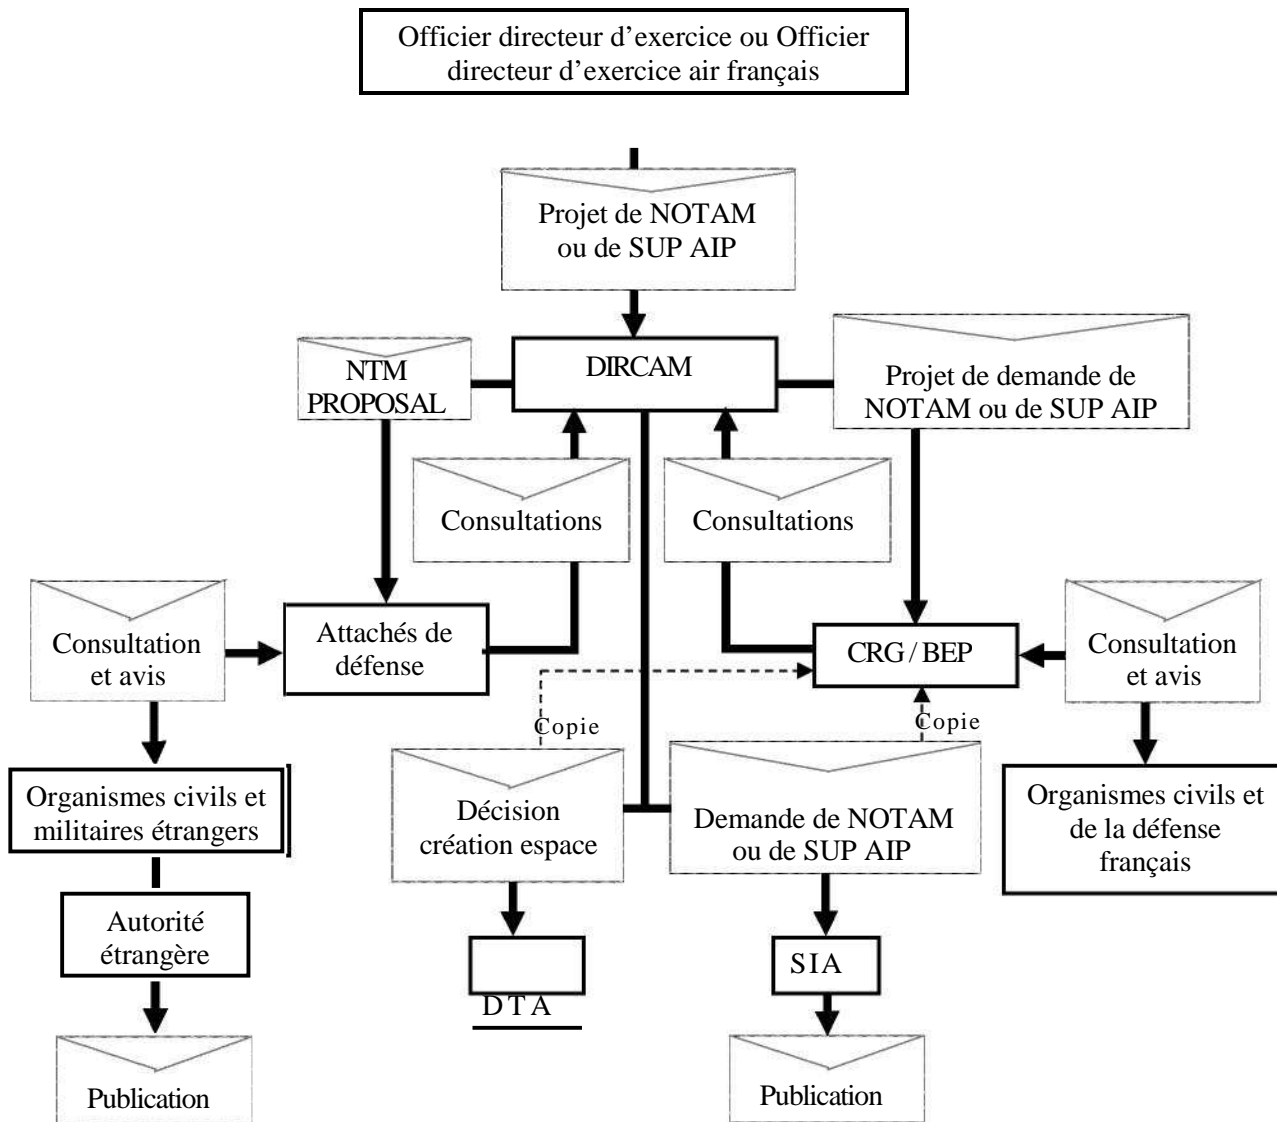 Officier directeur d’exercice ou Officier
directeur d’exercice air français
Projet de NOTAM
ou de SUP AIP
NTM
PROPOSAL
DIRCAM
Projet de demande de
NOTAM ou de SUP AIP
Consultations
Consultations
Consultation
et avis
Attachés de
défense
CRG / BEP
Consultation
et avis
Copie
Copie
Organismes civils et
militaires étrangers
Décision
création espace
Demande de NOTAM
ou de SUP AIP
Organismes civils et
de la défense
français
Autorité
étrangère
DTA
SIA
Publication
Publication